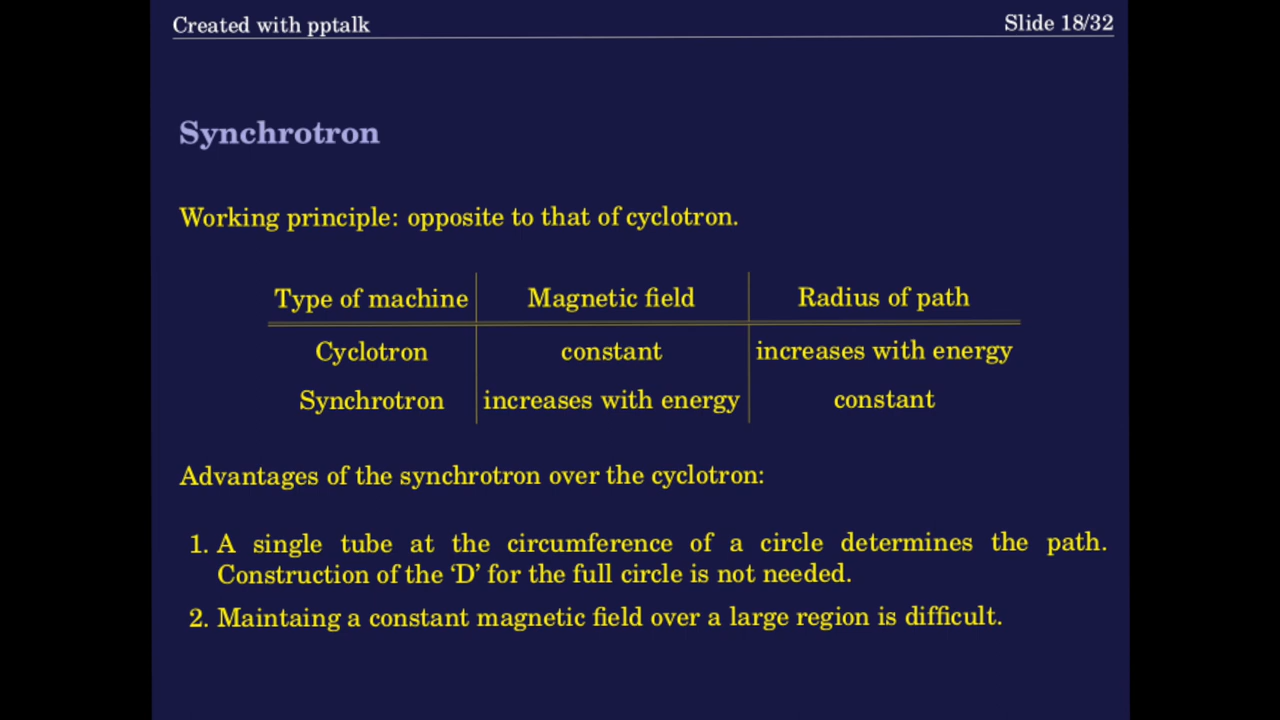 Created with pptalk Slide 18/32
Synchrotron
Working principle: opposite to that of cyclotron.
Type of machine Magnetic field Radius of path
Cyclotron constant increases with energy
Synchrotron increases with energy constant
Advantages of the synchrotron over the cyclotron:
1. A single tube at the circumference of a circle determines the path.
Construction of the ‘D’ for the full circle is not needed.
2. Maintaing a constant magnetic field over a large region is difficult.